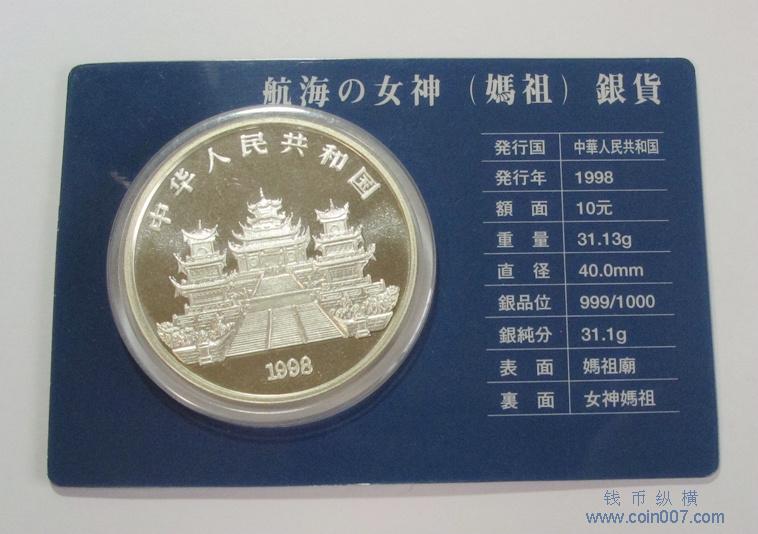 航海の女神（媽祖）銀貨
中华人民共和国
1998
発行国 中華人民共和国
発行年 1998
額面 10元
重量 31.13g
直径 40.0mm
銀品位 999/1000
銀純分 31.1g
表面 媽祖廟
裏面 女神媽祖
钱币纵横
www.coin007.com